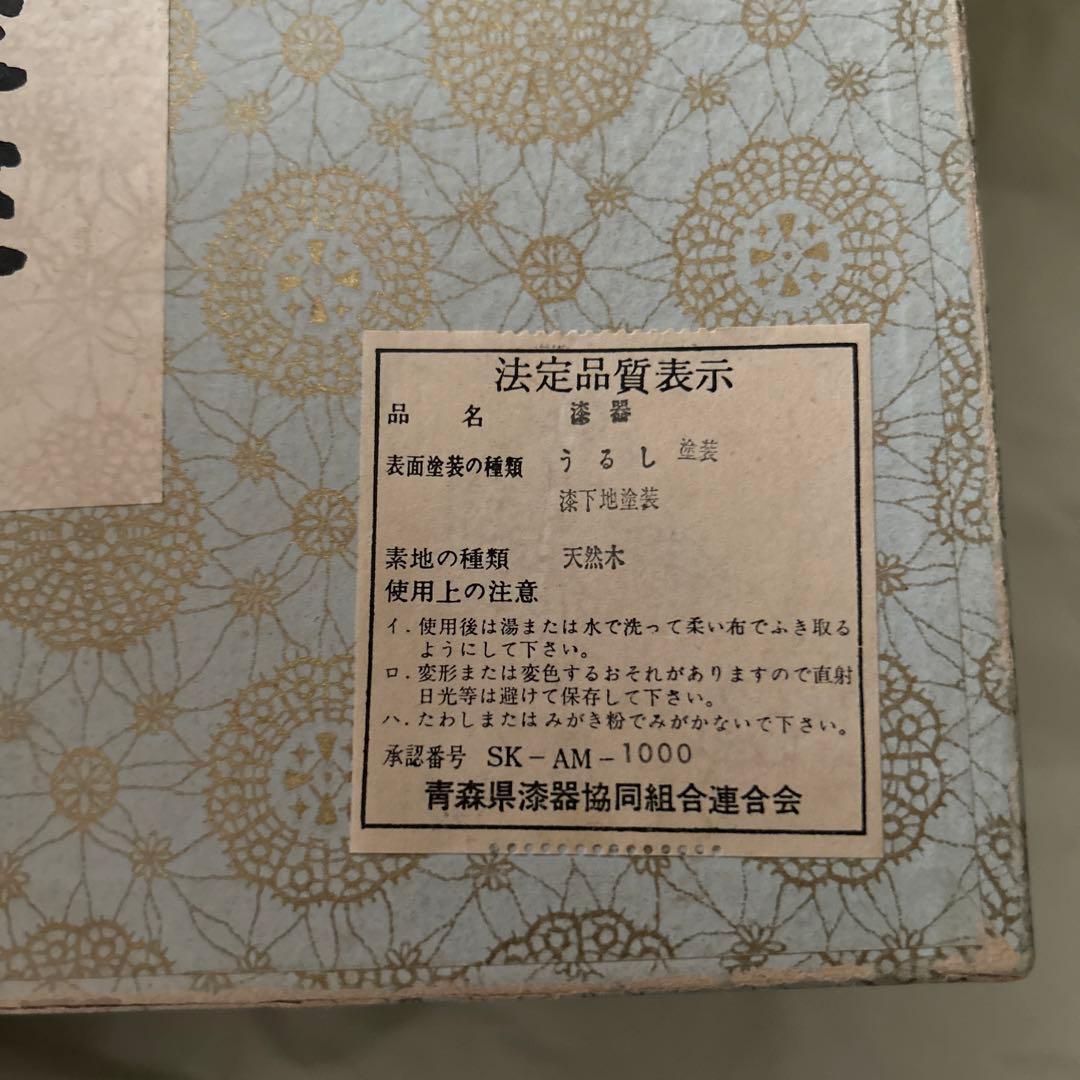 法定品質表示
品名 漆器
表面塗装の種類 うるし塗装
漆下地塗装
素地の種類 天然木
使用上の注意
イ．使用後は湯または水で洗って柔い布でふき取る
ようにして下さい。
ロ．変形または変色するおそれがありますので直射
日光等は避けて保存して下さい。
ハ．たわしまたはみがき粉でみがかないで下さい。
承認番号 SK－AM－1000
青森県漆器協同組合連合会